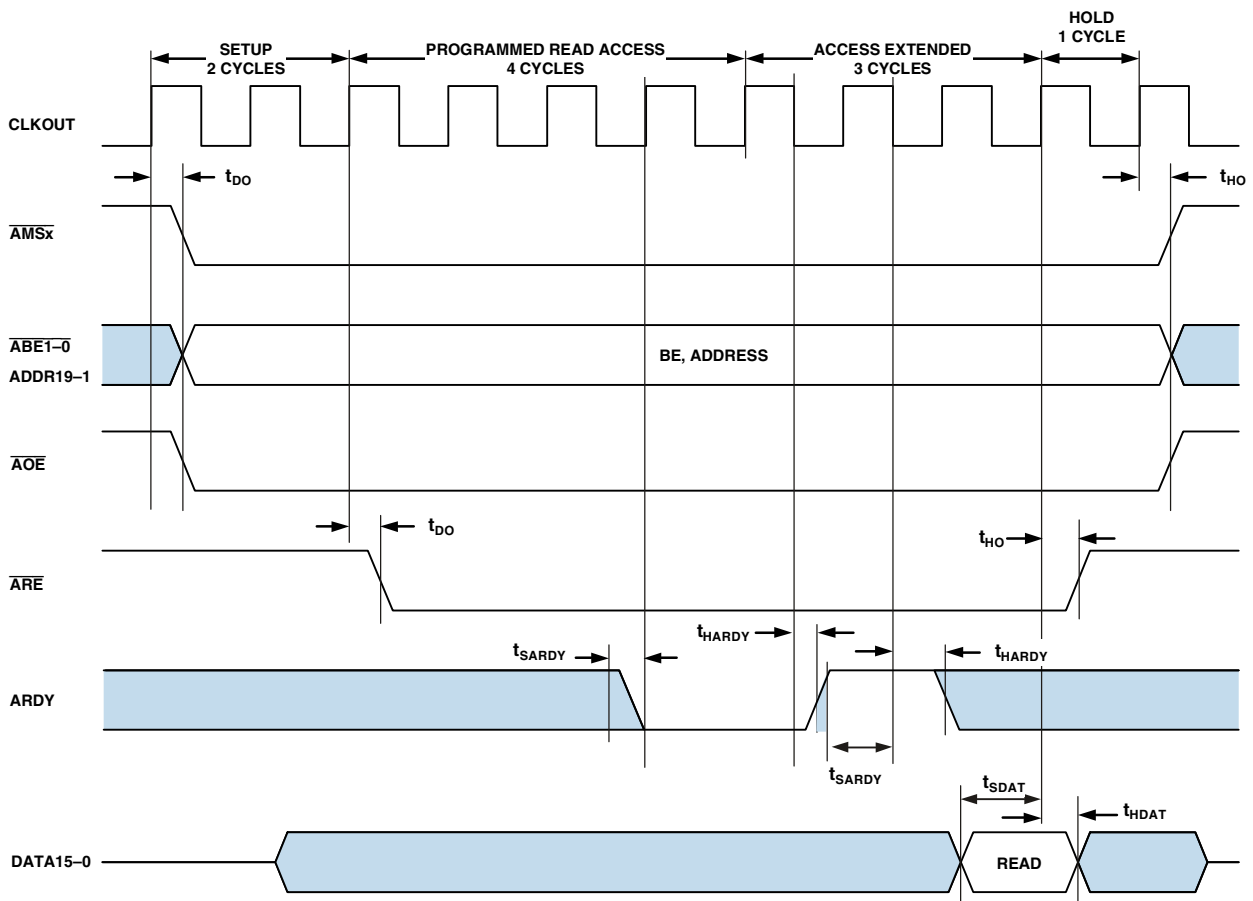 SETUP
2 CYCLES
PROGRAMMED READ ACCESS
4 CYCLES
ACCESS EXTENDED
3 CYCLES
HOLD
1 CYCLE
CLKOUT
tDO
tHO
AMSx
ABE1–0
ADDR19–1
BE, ADDRESS
AOE
tDO
tHO
ARE
tSARDY
tHARDY
tHARDY
ARDY
tSARDY
tSDAT
tHDAT
DATA15–0
READ